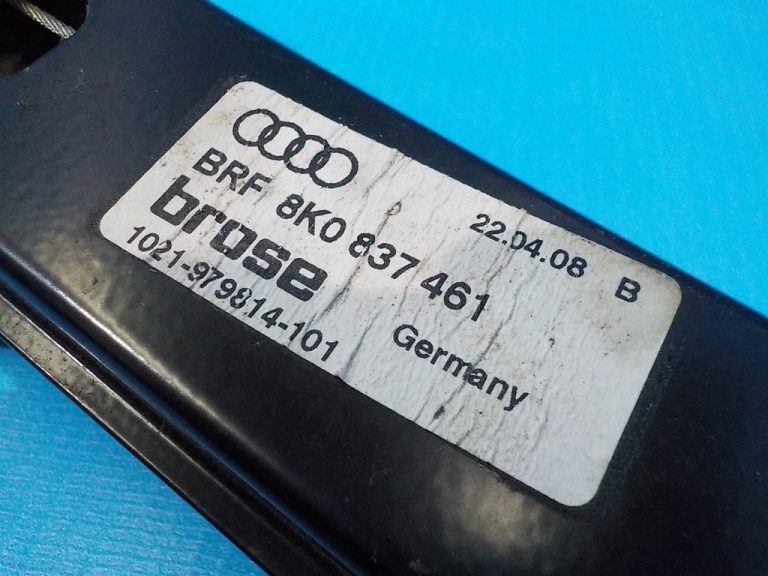 22.04.08 B
BRF 8K0 837 461
brose
1021-979814-101
Germany